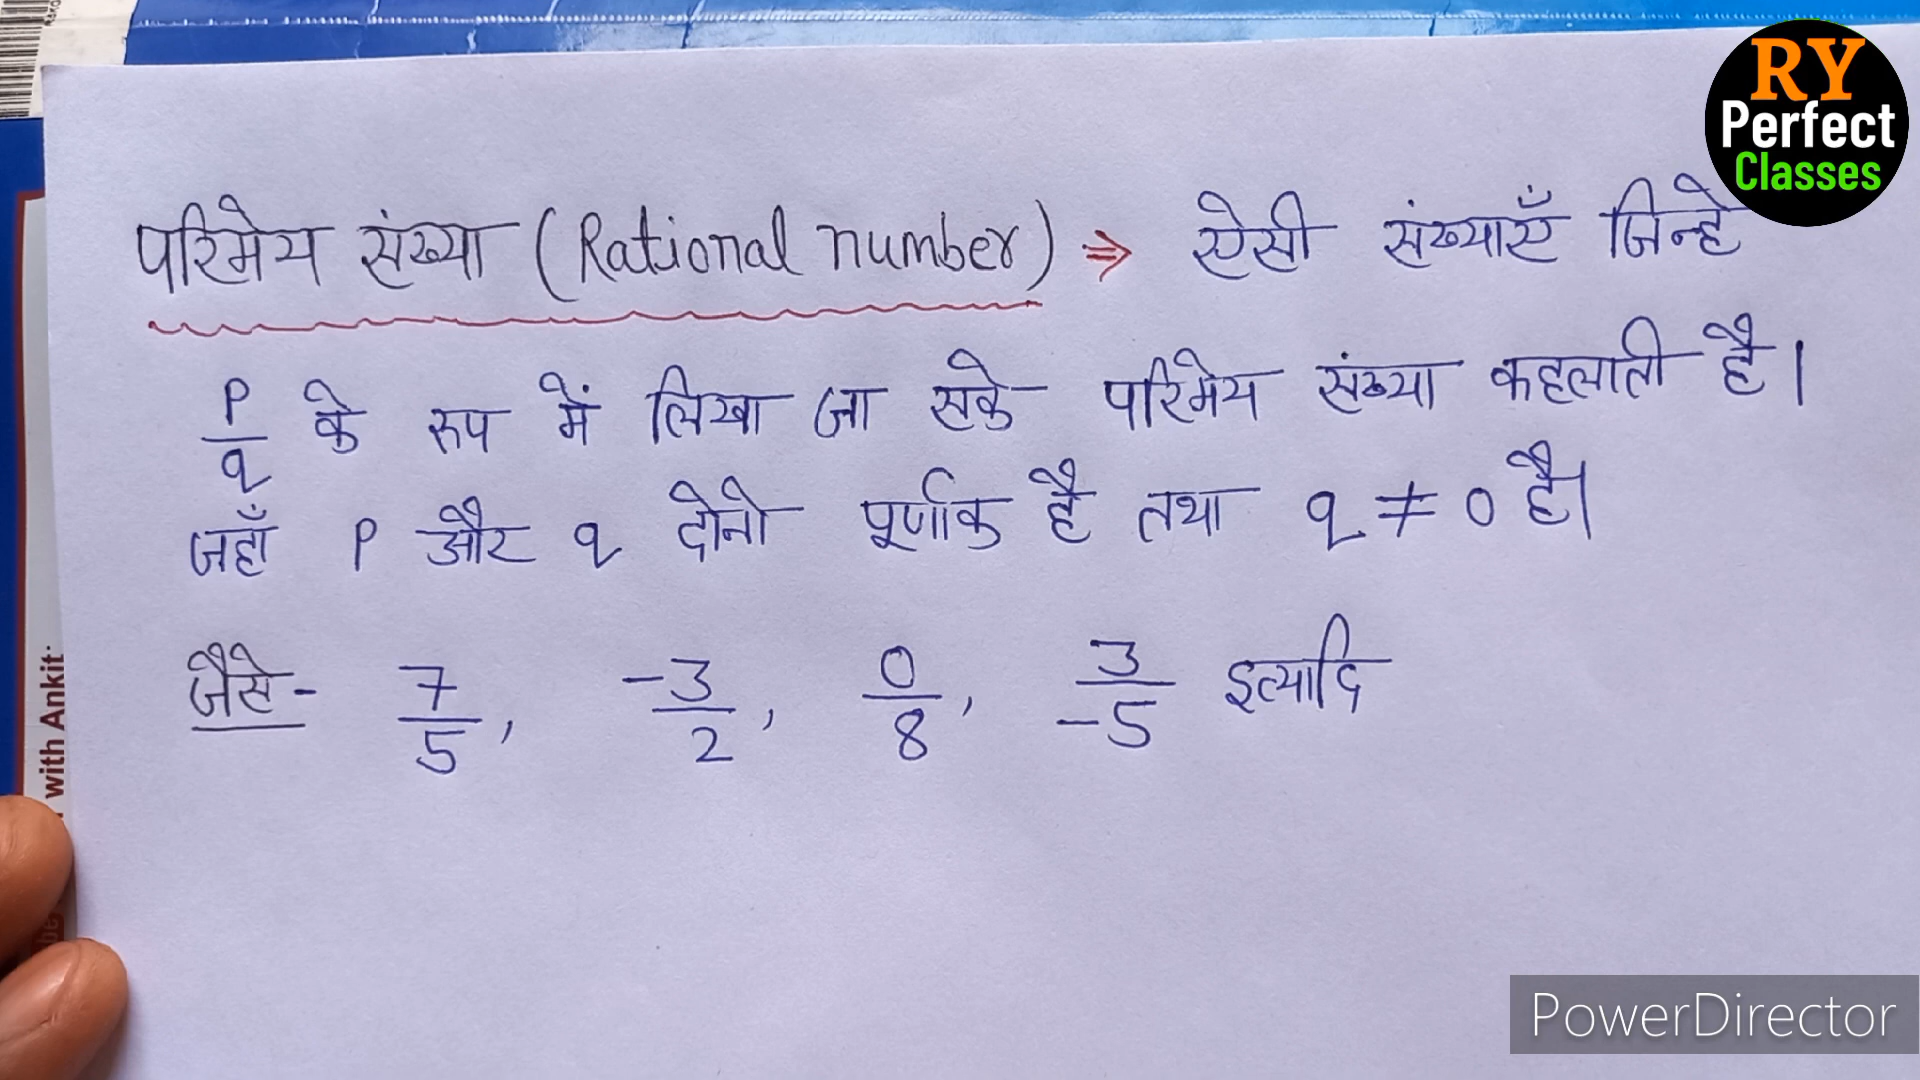 RY
Perfect
Classes
परिमेय संख्या (Rational number) ⇒ ऐसी संख्याएँ जिन्हे
p/q के रुप में लिखा जा सके परिमेय संख्या कहलाती है।
जहाँ p और q दोनो पूर्णांक है तथा q ≠ 0 है।
जैसे- 7/5, -3/2, 0/8, 3/-5 इत्यादि
with Ankit
PowerDirector